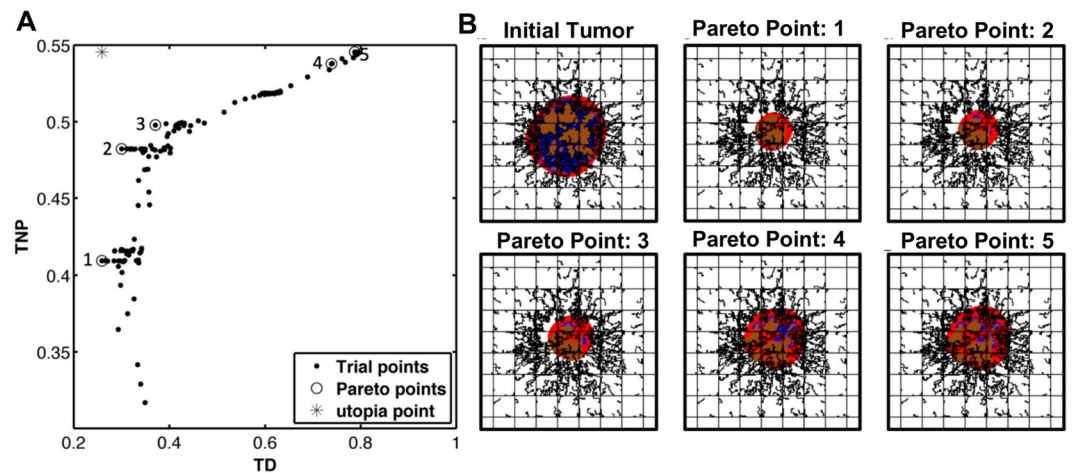 A
B
Initial Tumor
Pareto Point: 1
Pareto Point: 2
Pareto Point: 3
Pareto Point: 4
Pareto Point: 5
TNP
0.55
0.5
0.45
0.4
0.35
4
5
3
2
1
Trial points
Pareto points
utopia point
0.2
0.4
0.6
0.8
1
TD